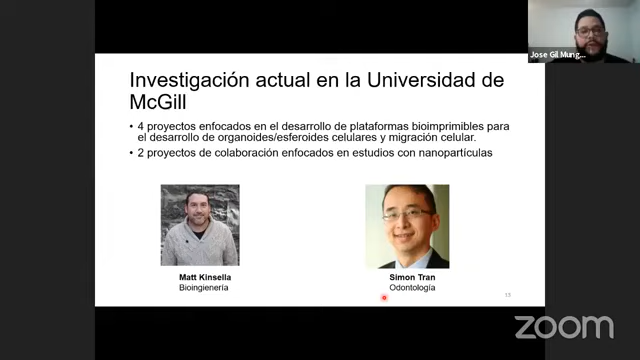 Jose Gil Mung...
Investigación actual en la Universidad de
McGill
• 4 proyectos enfocados en el desarrollo de plataformas bioimprimibles para
el desarrollo de organoides/esferoides celulares y migración celular.
• 2 proyectos de colaboración enfocados en estudios con nanopartículas
Matt Kinsella
Bioingienería
Simon Tran
Odontología
13
zoom